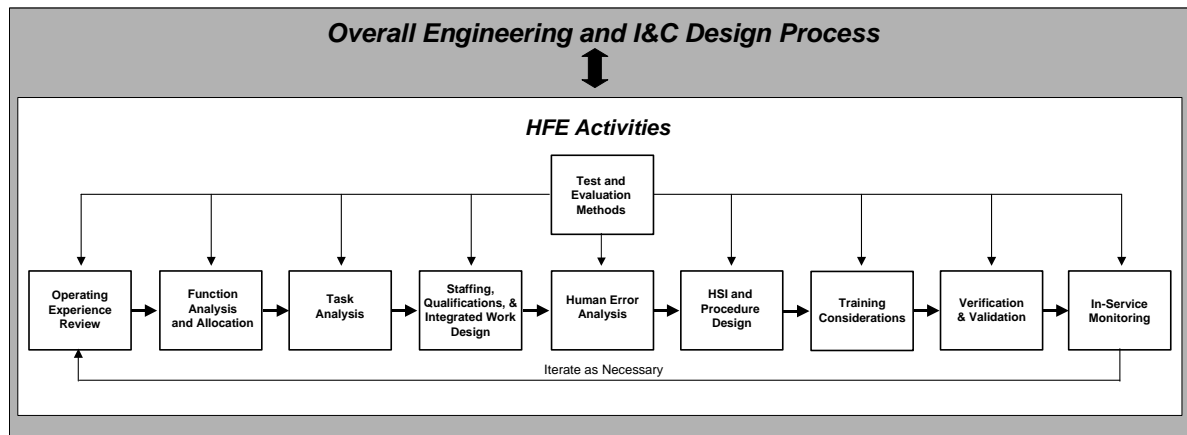 Overall Engineering and I&C Design Process
HFE Activities
Test and
Evaluation
Methods
Operating
Experience
Review
Function
Analysis
and Allocation
Task
Analysis
Staffing,
Qualifications, &
Integrated Work
Design
Human Error
Analysis
HSI and
Procedure
Design
Training
Considerations
Verification
& Validation
In-Service
Monitoring
Iterate as Necessary